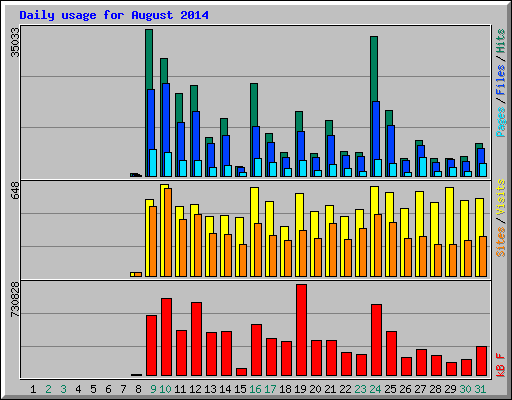 Daily usage for August 2014
35033
Pages / Files / Hits
648
Sites / Visits
730828
kB F
1 2 3 4 5 6 7 8 9 10 11 12 13 14 15 16 17 18 19 20 21 22 23 24 25 26 27 28 29 30 31